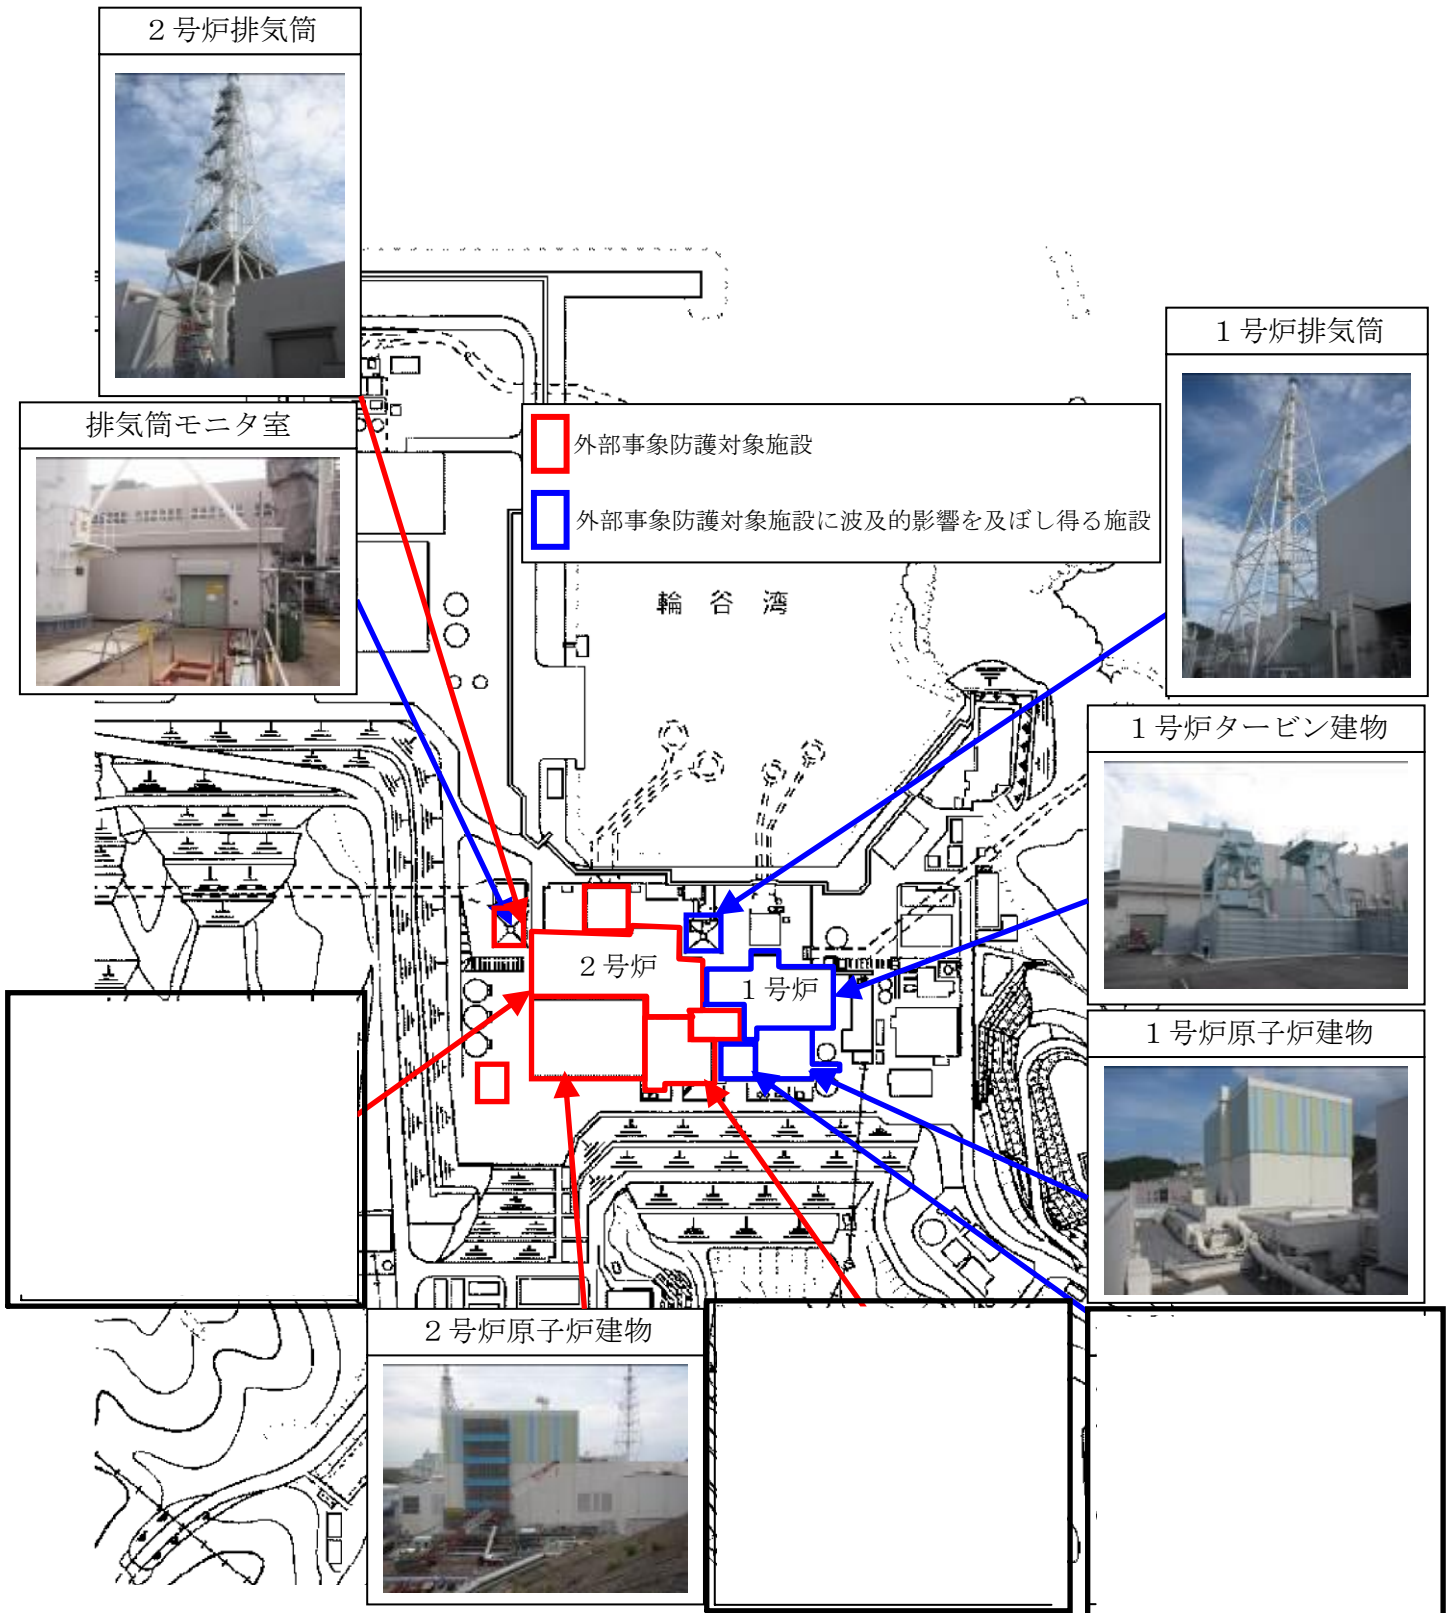 ２号炉排気筒
１号炉排気筒
排気筒モニタ室
外部事象防護対象施設
外部事象防護対象施設に波及的影響を及ぼし得る施設
輪谷湾
１号炉タービン建物
２号炉
１号炉
１号炉原子炉建物
２号炉原子炉建物